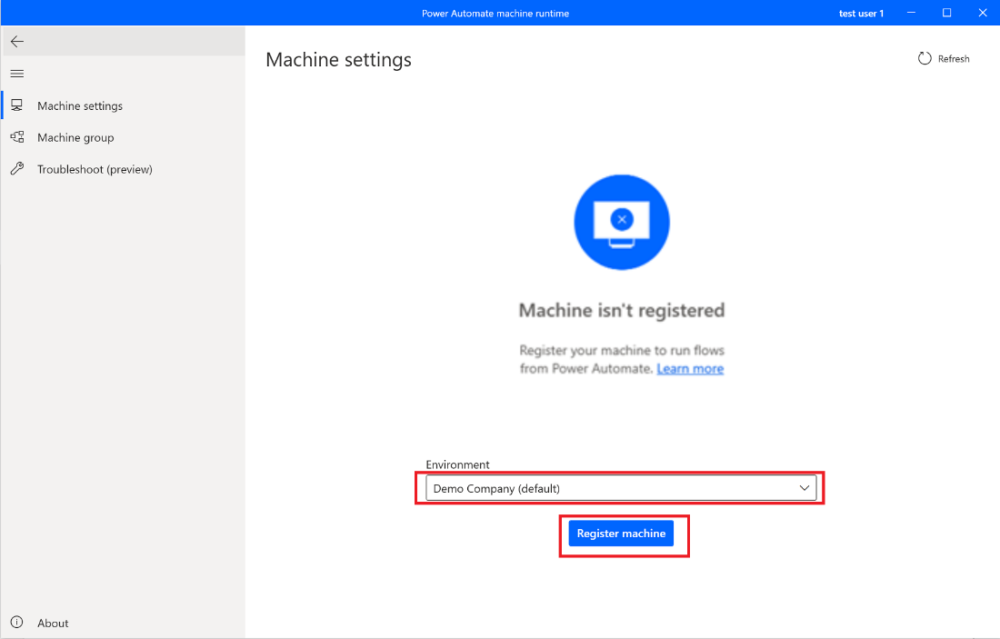 Power Automate machine runtime
test user 1
Machine settings
Machine group
Troubleshoot (preview)
About
Machine settings
Refresh
Machine isn't registered
Register your machine to run flows
from Power Automate. Learn more
Environment
Demo Company (default)
Register machine